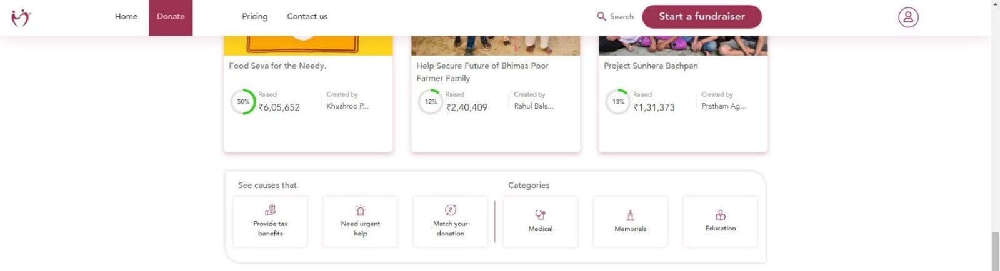 Home
Donate
Pricing
Contact us
Search
Start a fundraiser
Food Seva for the Needy.
50%
Raised
₹6,05,652
Created by
Khushroo P...
Help Secure Future of Bhimas Poor
Farmer Family
12%
Raised
₹2,40,409
Created by
Rahul Bals...
Project Sunhera Bachpan
13%
Raised
₹1,31,373
Created by
Pratham Ag...
See causes that
Provide tax
benefits
Need urgent
help
Match your
donation
Categories
Medical
Memorials
Education